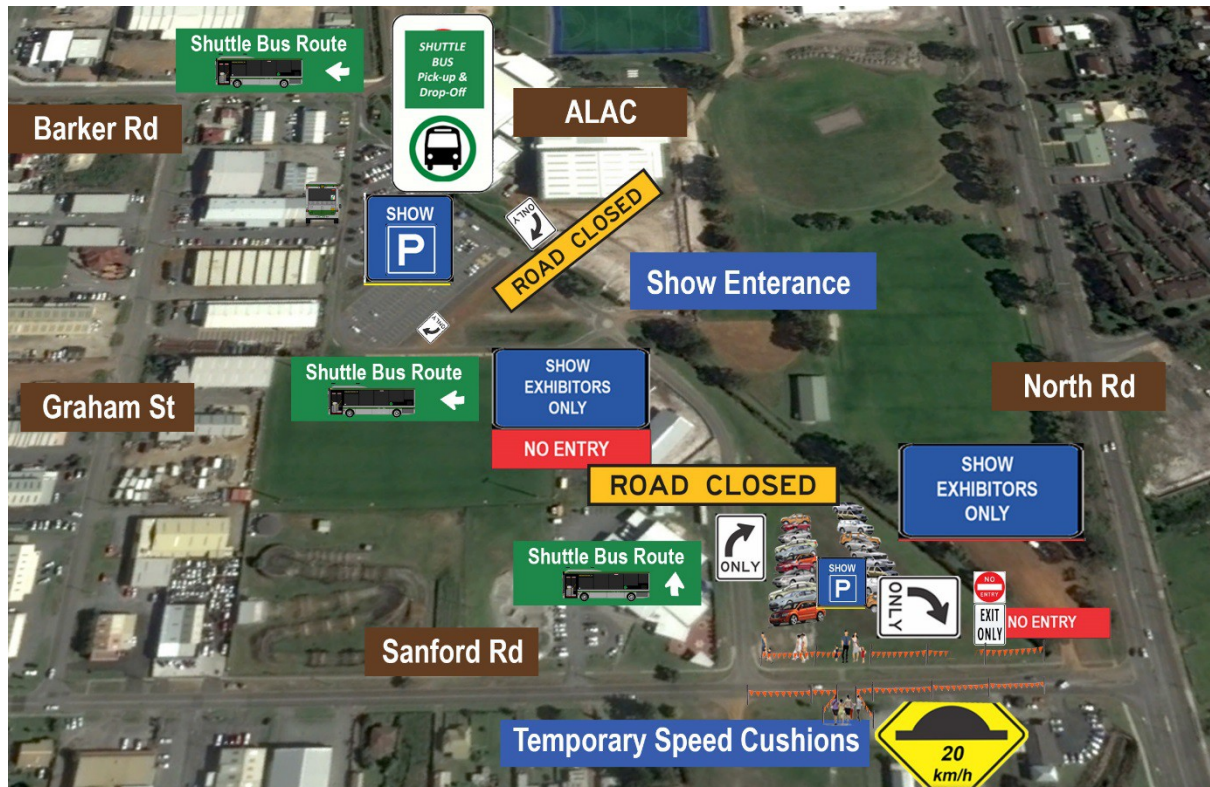 Shuttle Bus Route
SHUTTLE
BUS
Pick-up &
Drop-Off
Barker Rd
ALAC
SHOW
P
ONLY
ROAD CLOSED
Show Enterance
ONLY
Shuttle Bus Route
SHOW
EXHIBITORS
ONLY
NO ENTRY
Graham St
North Rd
ROAD CLOSED
SHOW
EXHIBITORS
ONLY
ONLY
Shuttle Bus Route
SHOW
P
ONLY
NO
ENTRY
EXIT
ONLY
NO ENTRY
Sanford Rd
Temporary Speed Cushions
20
km/h